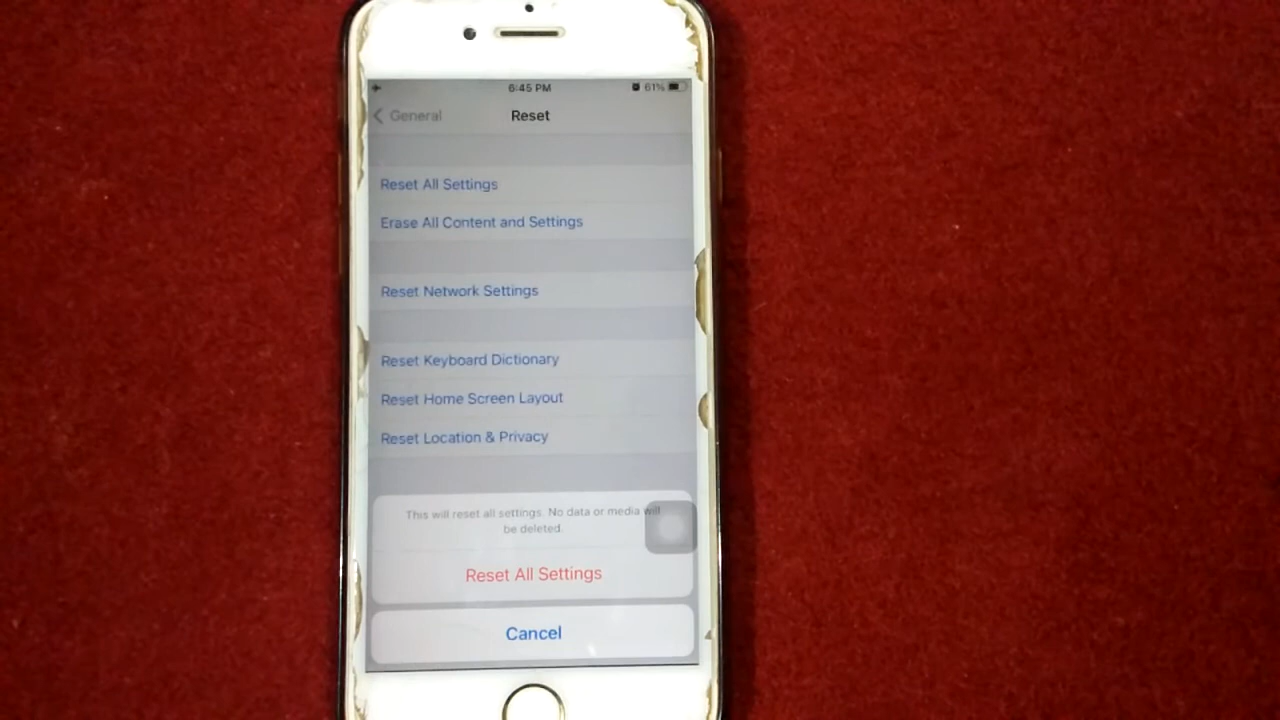 6:45 PM
61%
General
Reset
Reset All Settings
Erase All Content and Settings
Reset Network Settings
Reset Keyboard Dictionary
Reset Home Screen Layout
Reset Location & Privacy
This will reset all settings. No data or media will
be deleted.
Reset All Settings
Cancel